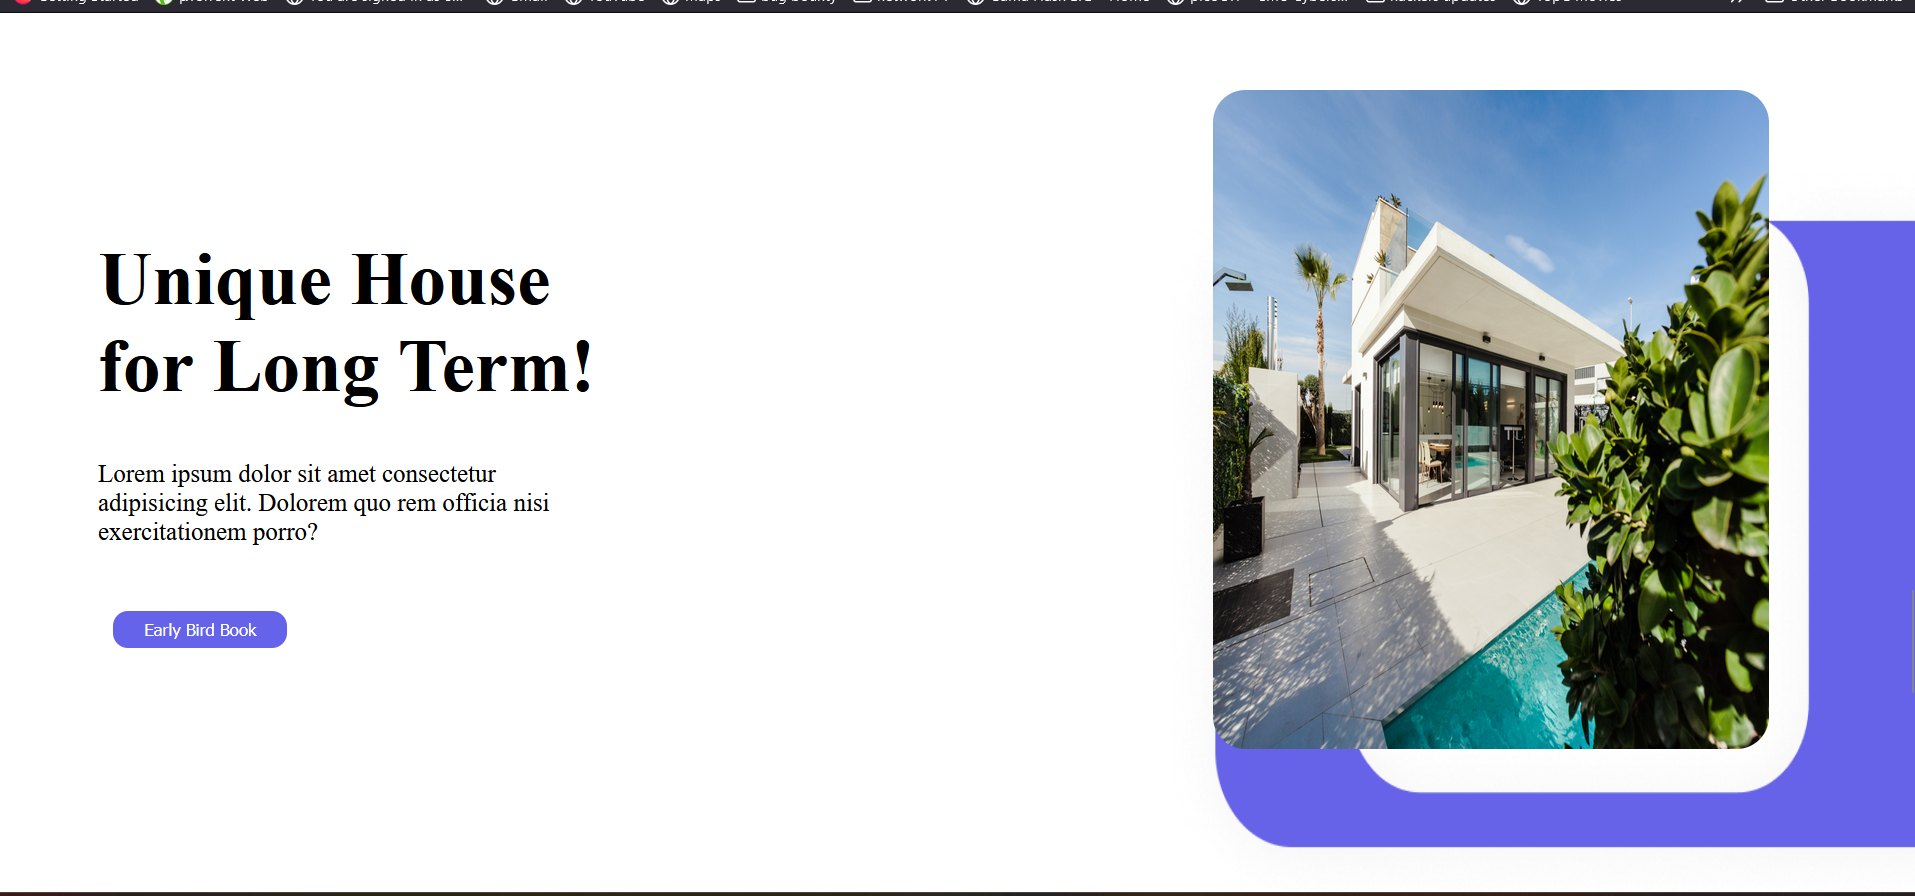 Unique House
for Long Term!
Lorem ipsum dolor sit amet consectetur
adipisicing elit. Dolorem quo rem officia nisi
exercitationem porro?
Early Bird Book